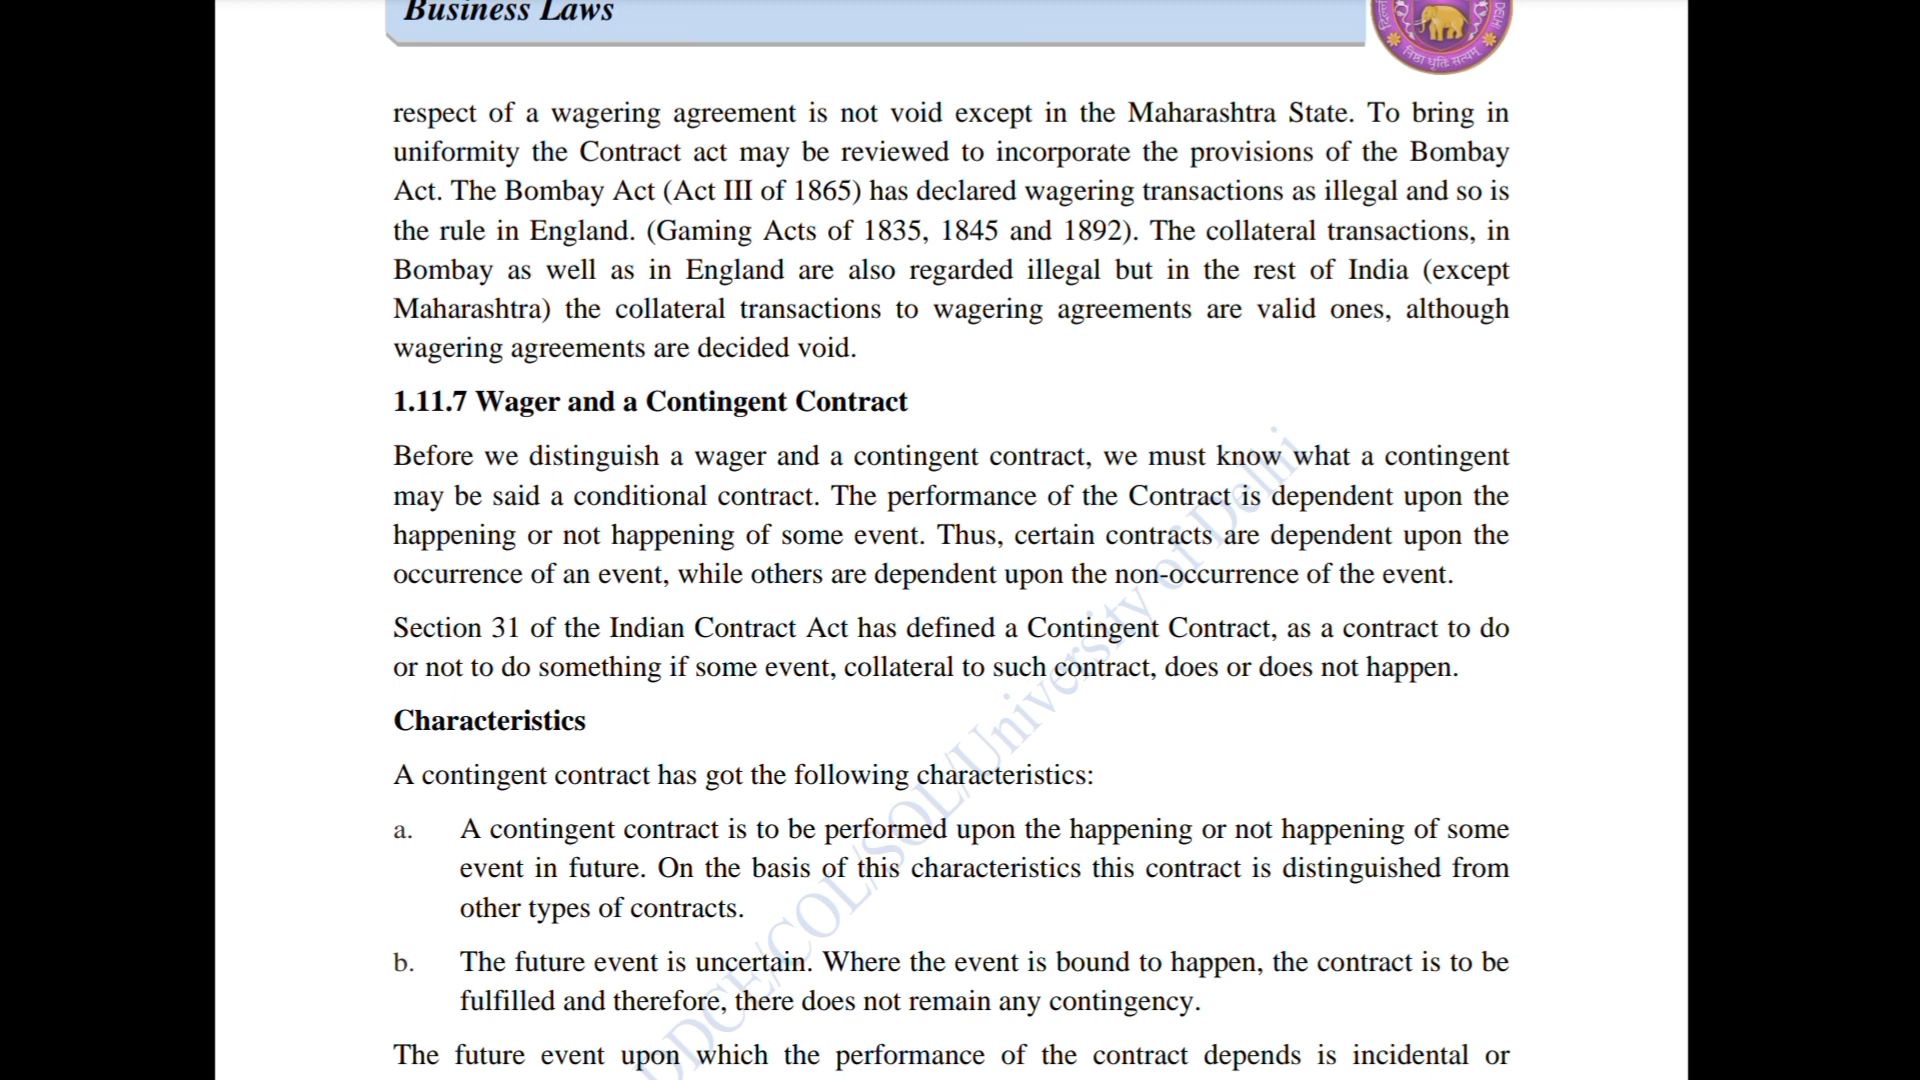 Business Laws
दिल्ली
DELHI
निष्ठा धृतिः सत्यम्
respect of a wagering agreement is not void except in the Maharashtra State. To bring in
uniformity the Contract act may be reviewed to incorporate the provisions of the Bombay
Act. The Bombay Act (Act III of 1865) has declared wagering transactions as illegal and so is
the rule in England. (Gaming Acts of 1835, 1845 and 1892). The collateral transactions, in
Bombay as well as in England are also regarded illegal but in the rest of India (except
Maharashtra) the collateral transactions to wagering agreements are valid ones, although
wagering agreements are decided void.
1.11.7 Wager and a Contingent Contract
Before we distinguish a wager and a contingent contract, we must know what a contingent
may be said a conditional contract. The performance of the Contract is dependent upon the
happening or not happening of some event. Thus, certain contracts are dependent upon the
occurrence of an event, while others are dependent upon the non-occurrence of the event.
Section 31 of the Indian Contract Act has defined a Contingent Contract, as a contract to do
or not to do something if some event, collateral to such contract, does or does not happen.
Characteristics
A contingent contract has got the following characteristics:
a. A contingent contract is to be performed upon the happening or not happening of some
event in future. On the basis of this characteristics this contract is distinguished from
other types of contracts.
b. The future event is uncertain. Where the event is bound to happen, the contract is to be
fulfilled and therefore, there does not remain any contingency.
The future event upon which the performance of the contract depends is incidental or
DDCE/COL/SOL/University of Delhi